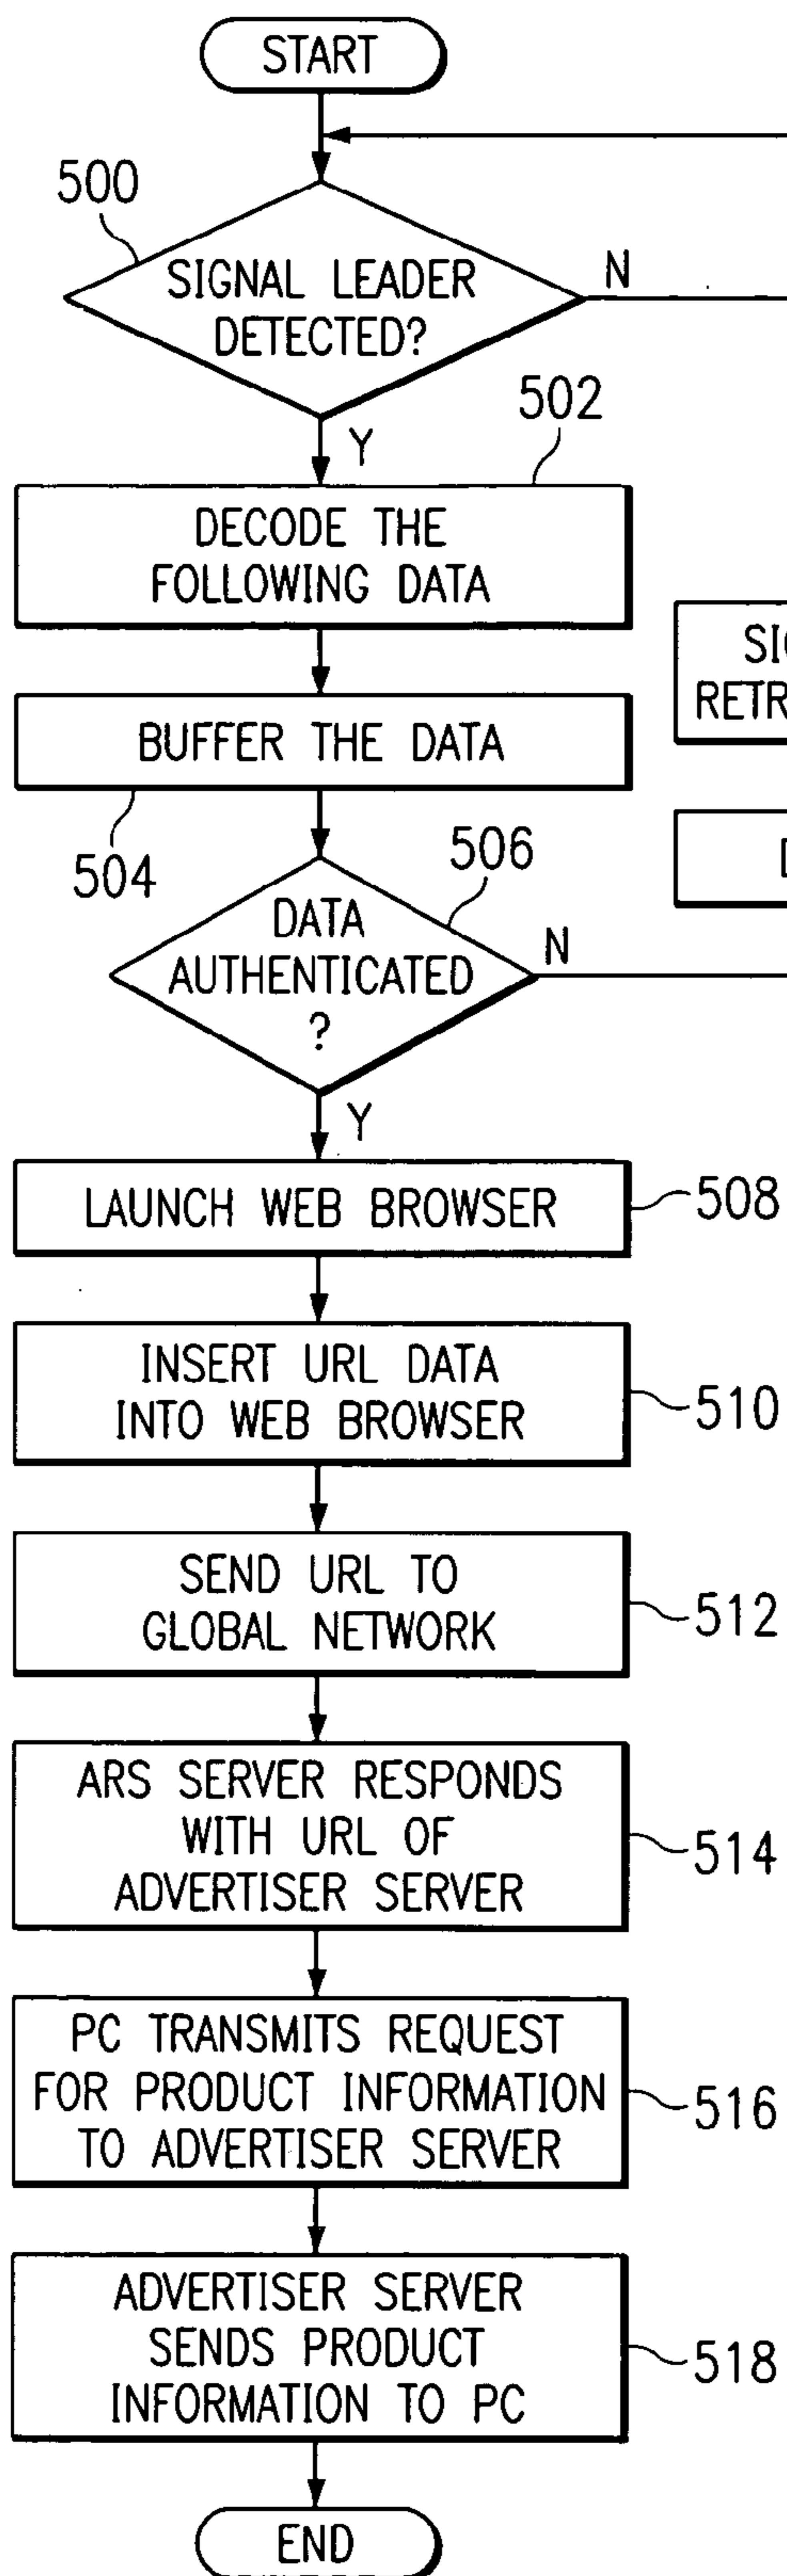 START
500
SIGNAL LEADER
DETECTED?
N
Y
502
DECODE THE
FOLLOWING DATA
BUFFER THE DATA
504
506
DATA
AUTHENTICATED
?
N
Y
LAUNCH WEB BROWSER
508
INSERT URL DATA
INTO WEB BROWSER
510
SEND URL TO
GLOBAL NETWORK
512
ARS SERVER RESPONDS
WITH URL OF
ADVERTISER SERVER
514
PC TRANSMITS REQUEST
FOR PRODUCT INFORMATION
TO ADVERTISER SERVER
516
ADVERTISER SERVER
SENDS PRODUCT
INFORMATION TO PC
518
END